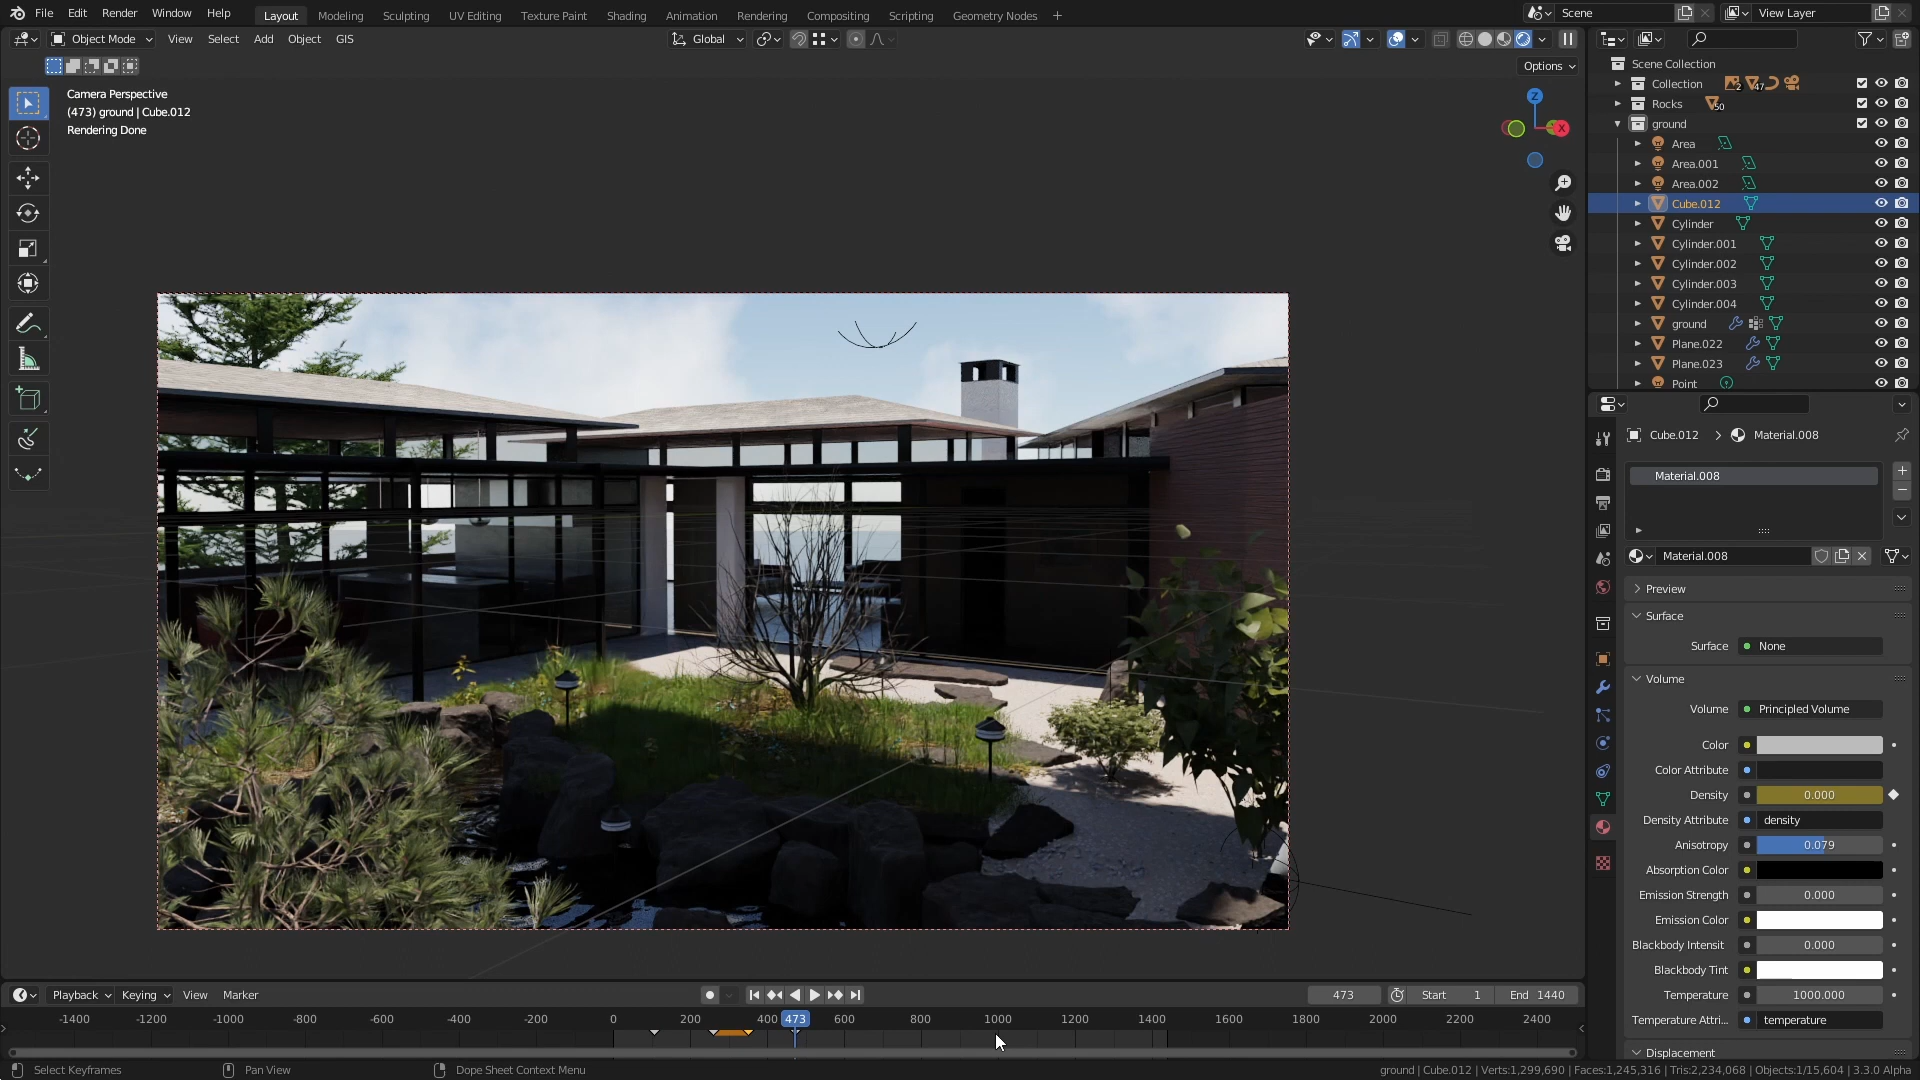 File Edit Render Window Help Layout Modeling Sculpting UV Editing Texture Paint Shading Animation Rendering Compositing Scripting Geometry Nodes + Scene View Layer
Object Mode View Select Add Object GIS Global
Options
Camera Perspective
(473) ground | Cube.012
Rendering Done
Z
X
Scene Collection
Collection 2 47
Rocks 50
ground
Area
Area.001
Area.002
Cube.012
Cylinder
Cylinder.001
Cylinder.002
Cylinder.003
Cylinder.004
ground
Plane.022
Plane.023
Point
Cube.012 > Material.008
Material.008
Material.008
Preview
Surface
Surface None
Volume
Volume Principled Volume
Color
Color Attribute
Density 0.000
Density Attribute density
Anisotropy 0.079
Absorption Color
Emission Strength 0.000
Emission Color
Blackbody Intensit 0.000
Blackbody Tint
Temperature 1000.000
Temperature Attri... temperature
Displacement
Playback Keying View Marker 473 Start 1 End 1440
-1400 -1200 -1000 -800 -600 -400 -200 0 200 400 473 600 800 1000 1200 1400 1600 1800 2000 2200 2400
Select Keyframes Pan View Dope Sheet Context Menu ground | Cube.012 | Verts:1,299,690 | Faces:1,245,316 | Tris:2,234,068 | Objects:1/15,604 | 3.3.0 Alpha